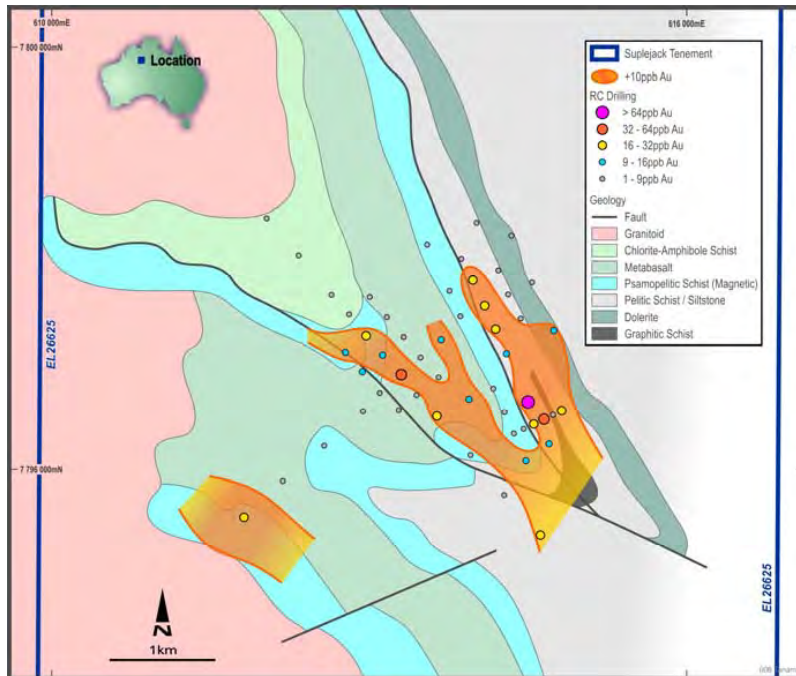 610 000mE
616 000mE
7 800 000mN
Location
Suplejack Tenement
+10ppb Au
RC Drilling
> 64ppb Au
32 - 64ppb Au
16 - 32ppb Au
9 - 16ppb Au
1 - 9ppb Au
Geology
Fault
Granitoid
Chlorite-Amphibole Schist
Metabasalt
Psamopelitic Schist (Magnetic)
Pelitic Schist / Siltstone
Dolerite
Graphitic Schist
EL26625
7 796 000mN
EL26625
N
1km